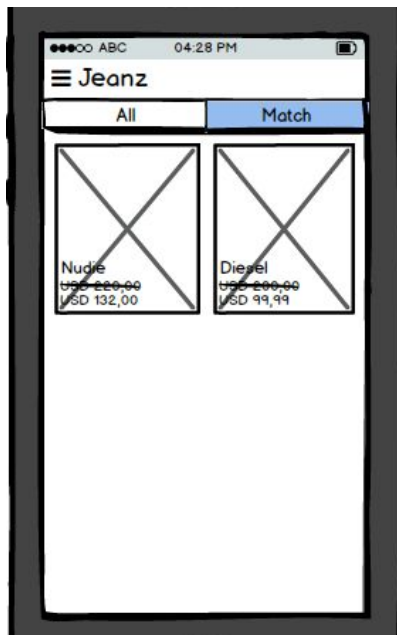 ABC 04:28 PM
Jeanz
All Match
Nudie
USD 220,00
USD 132,00
Diesel
USD 200,00
USD 99,99